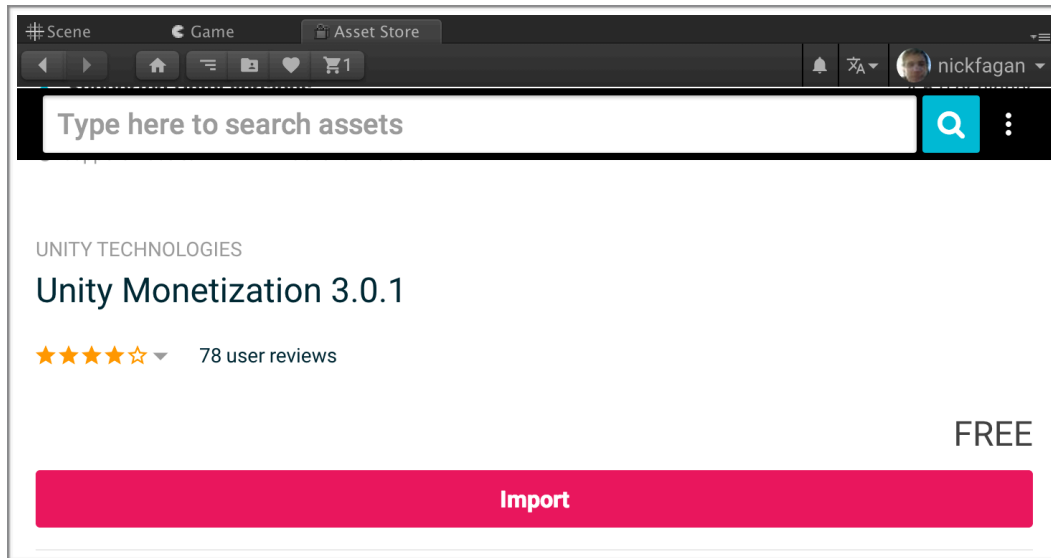 Scene
Game
Asset Store
1
nickfagan
Type here to search assets
UNITY TECHNOLOGIES
Unity Monetization 3.0.1
78 user reviews
FREE
Import